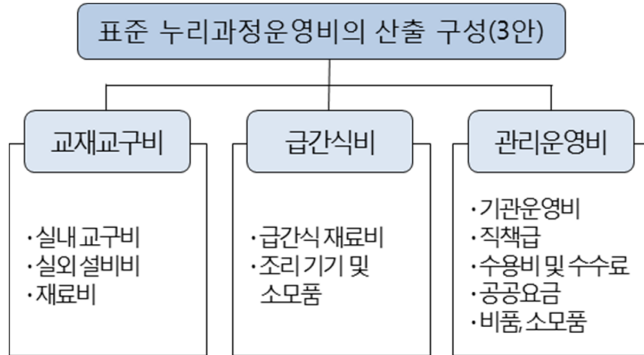 표준 누리과정운영비의 산출 구성(3안)
교재교구비
·실내 교구비
·실외 설비비
·재료비
급간식비
·급간식 재료비
·조리 기기 및
소모품
관리운영비
·기관운영비
·직책급
·수용비 및 수수료
·공공요금
·비품, 소모품